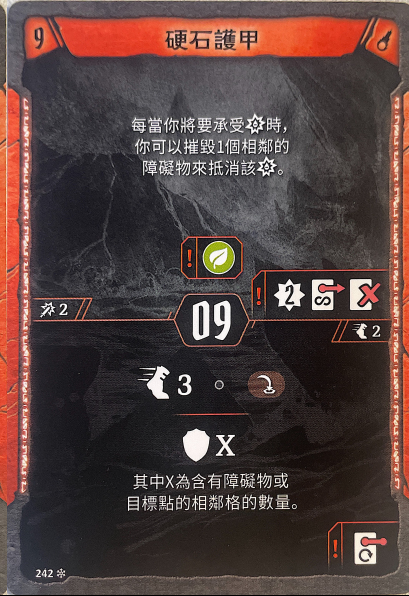 9
硬石護甲
每當你將要承受時，
你可以摧毀1個相鄰的
障礙物來抵消該。
!
! 2
2
09
2
3
X
其中X為含有障礙物或
目標點的相鄰格的數量。
!
242